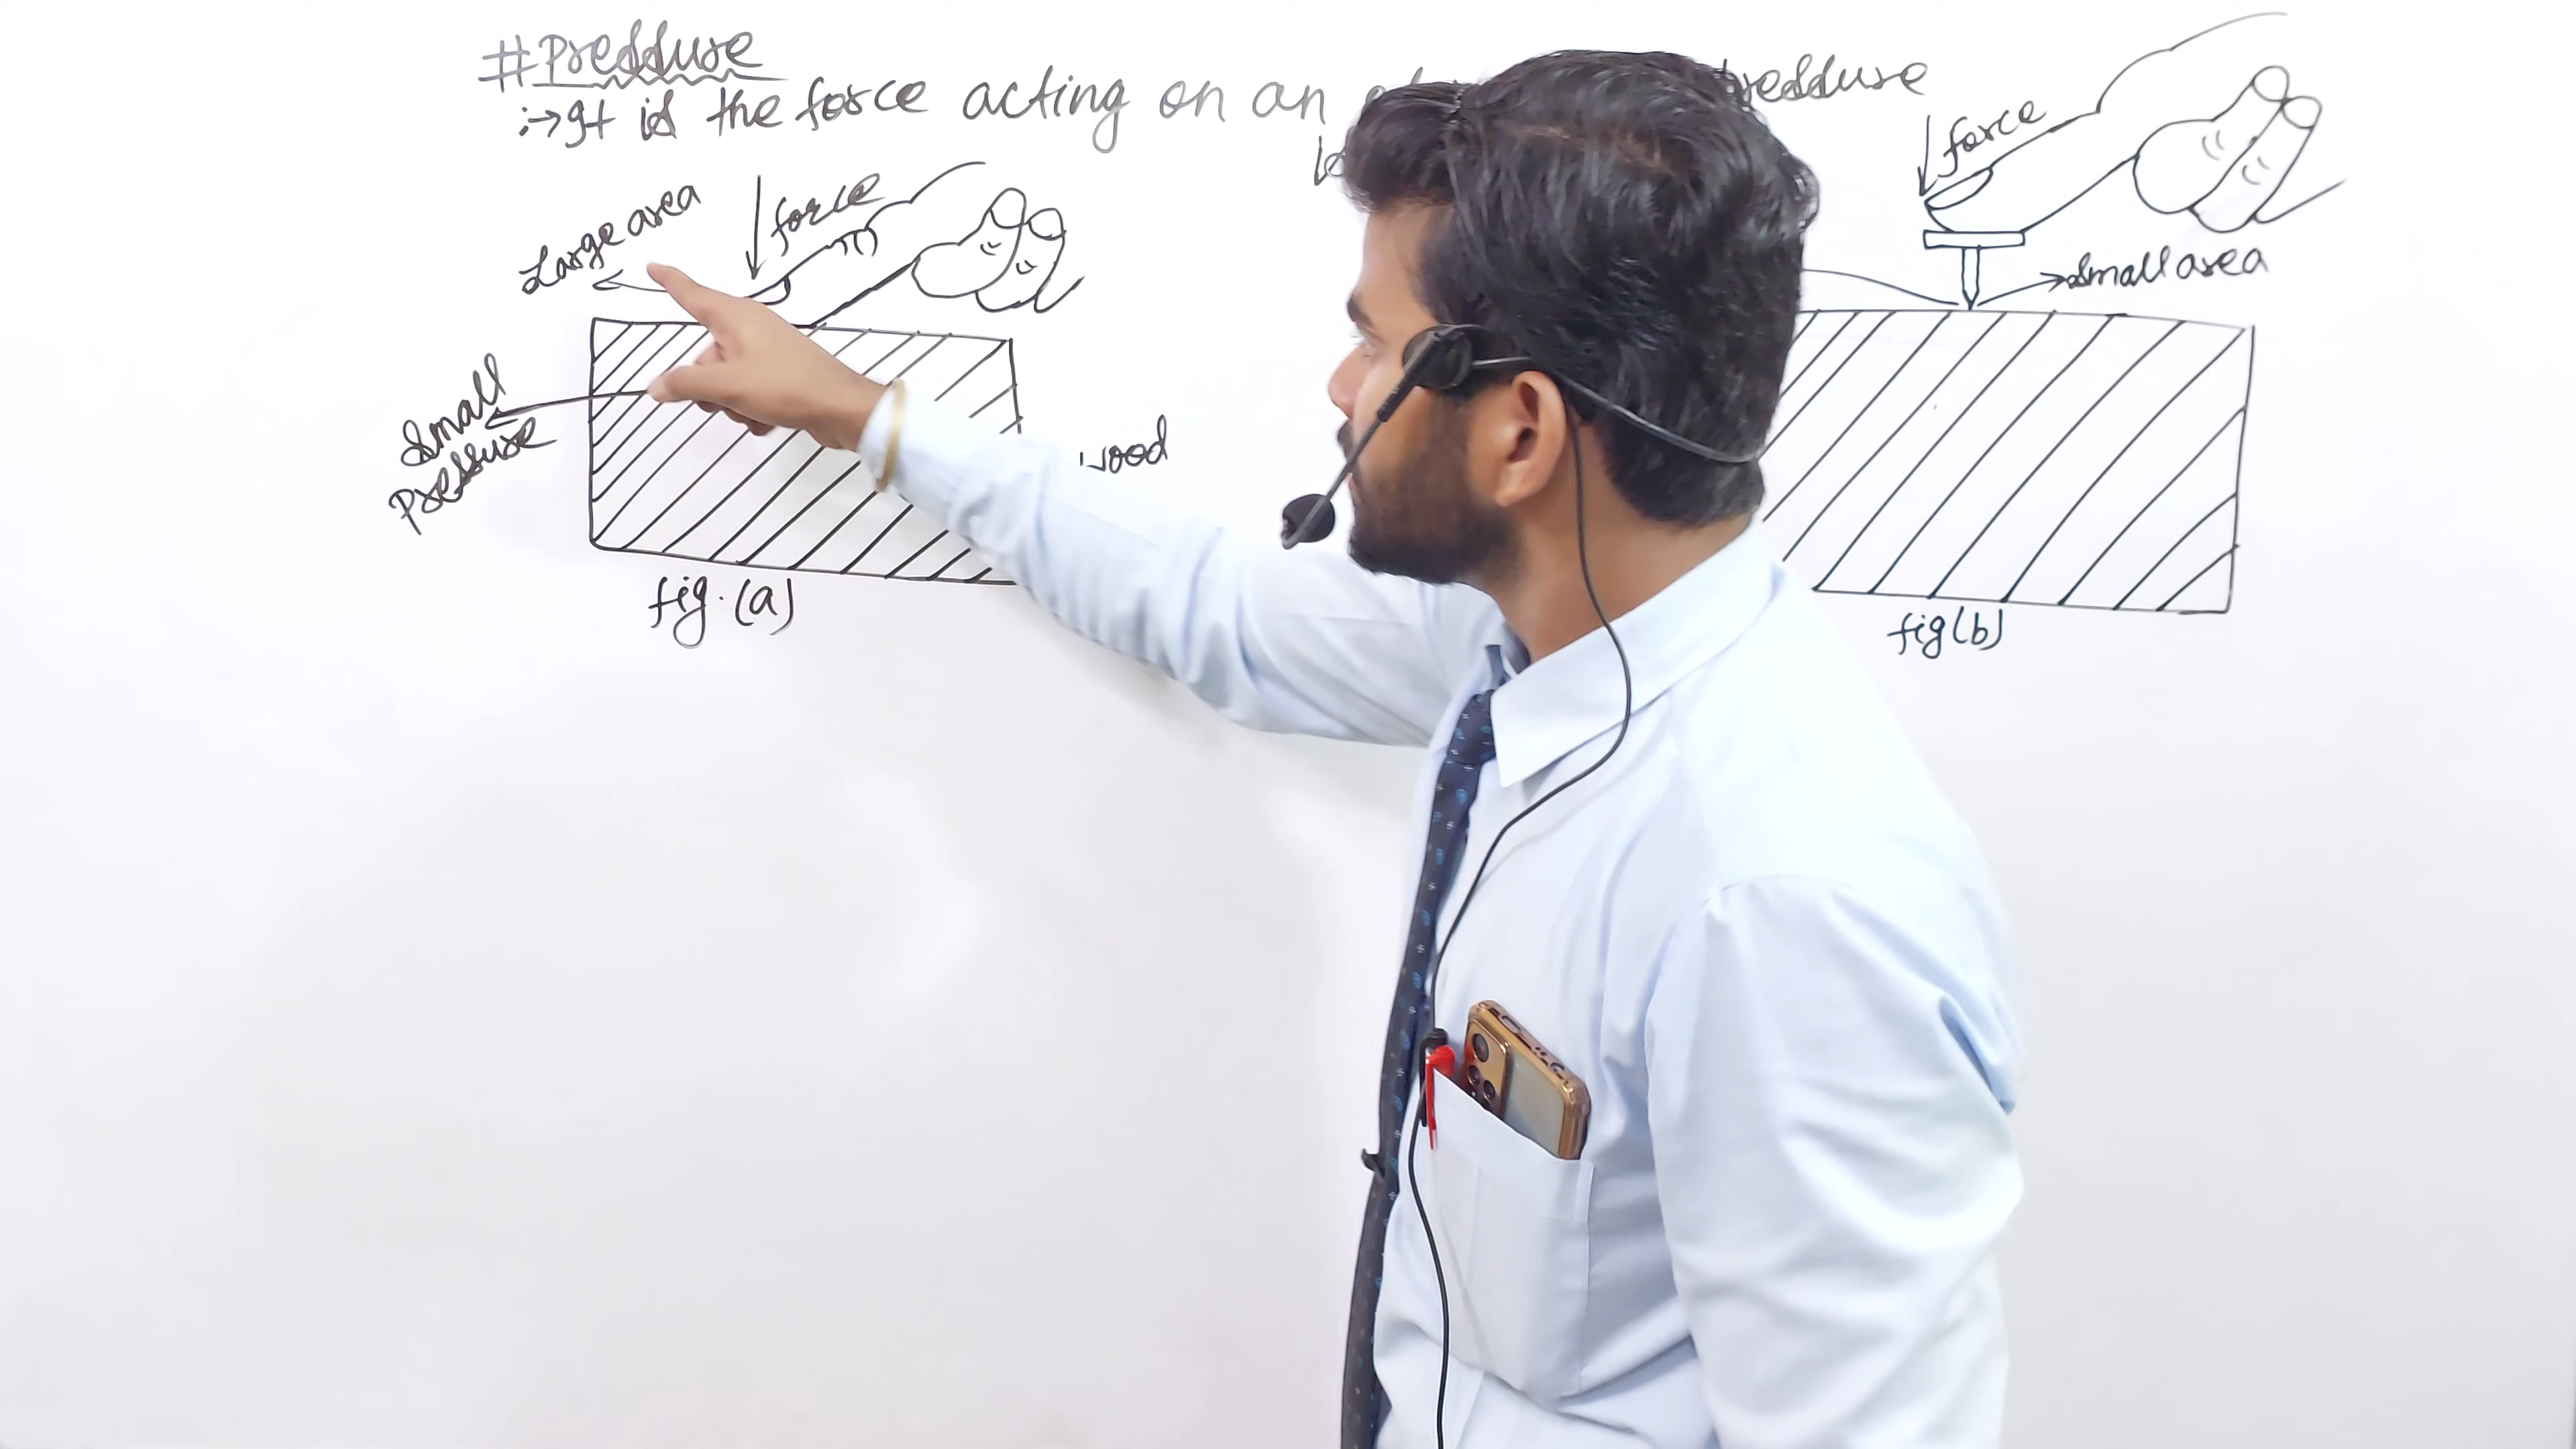 # Pressure
:→ It is the force acting on an
pressure
Large area
force
Small
pressure
wood
fig.(a)
force
Small area
fig(b)